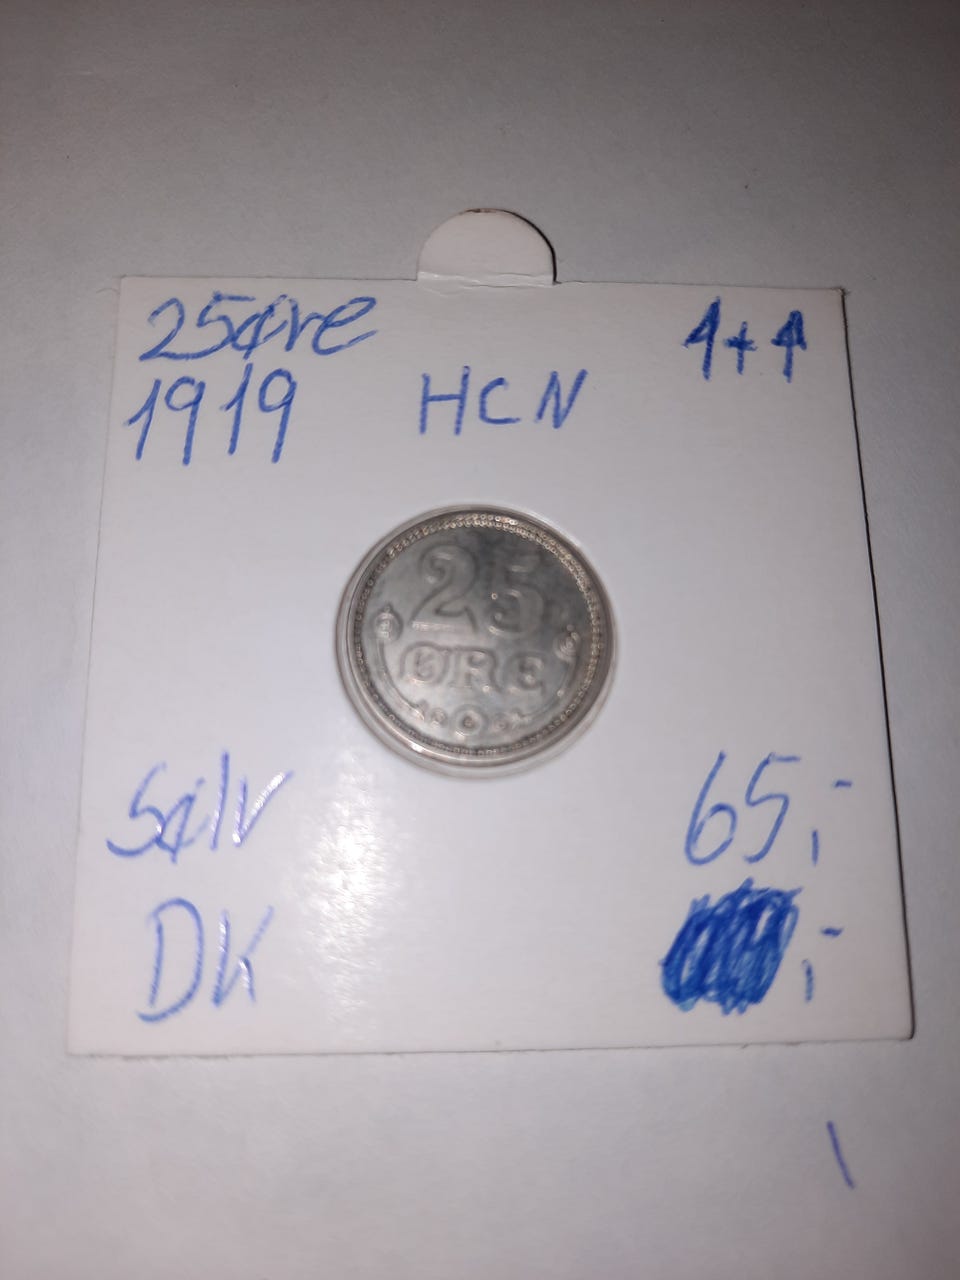 25øre
1+1
1919 HCN
25
ØRE
Sølv
65,-
DK
,-